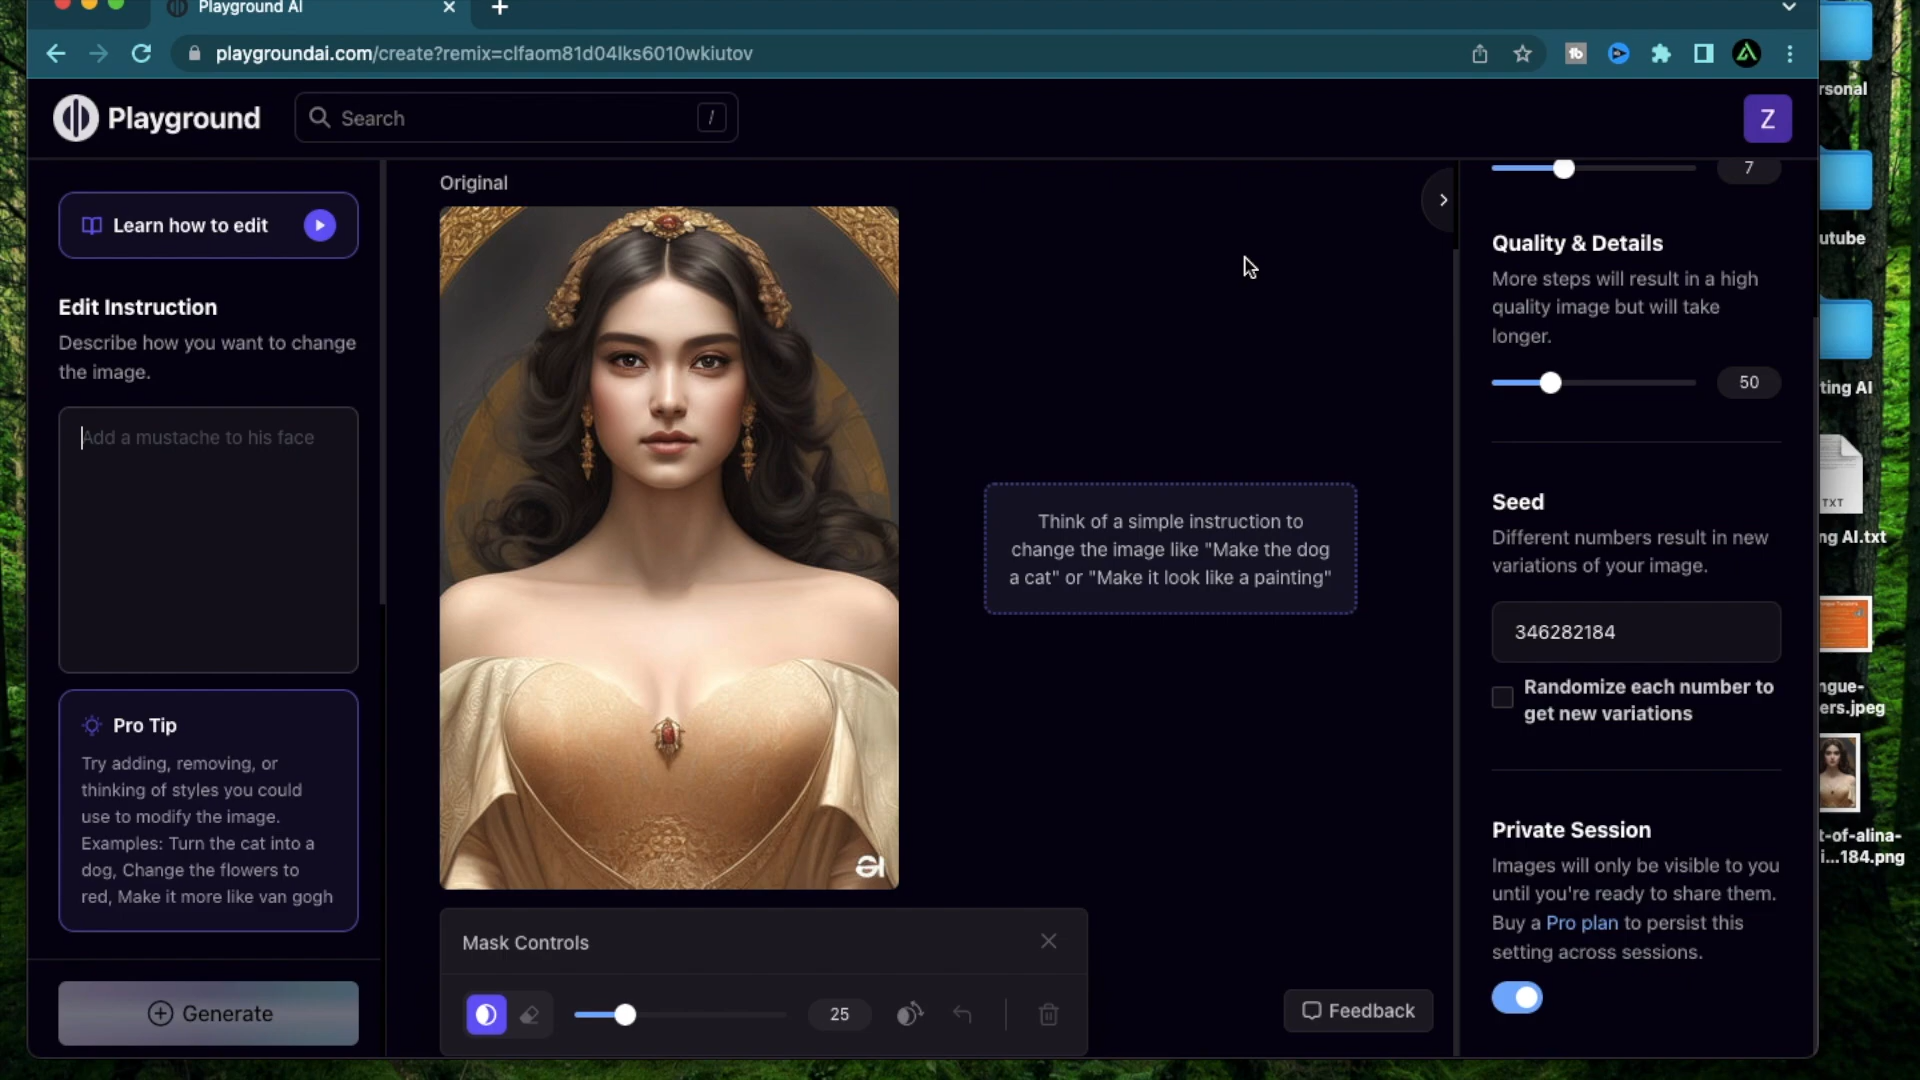 Playground AI
playgroundai.com/create?remix=clfaom81d04lks6010wkiutov
Playground
Search
/
Z
Learn how to edit
Edit Instruction
Describe how you want to change
the image.
Add a mustache to his face
Pro Tip
Try adding, removing, or
thinking of styles you could
use to modify the image.
Examples: Turn the cat into a
dog, Change the flowers to
red, Make it more like van gogh
Generate
Original
Think of a simple instruction to
change the image like "Make the dog
a cat" or "Make it look like a painting"
Mask Controls
25
Feedback
7
Quality & Details
More steps will result in a high
quality image but will take
longer.
50
Seed
Different numbers result in new
variations of your image.
346282184
Randomize each number to
get new variations
Private Session
Images will only be visible to you
until you're ready to share them.
Buy a Pro plan to persist this
setting across sessions.
rsonal
utube
ting AI
TXT
ng AI.txt
ngue-
ers.jpeg
t-of-alina-
i...184.png